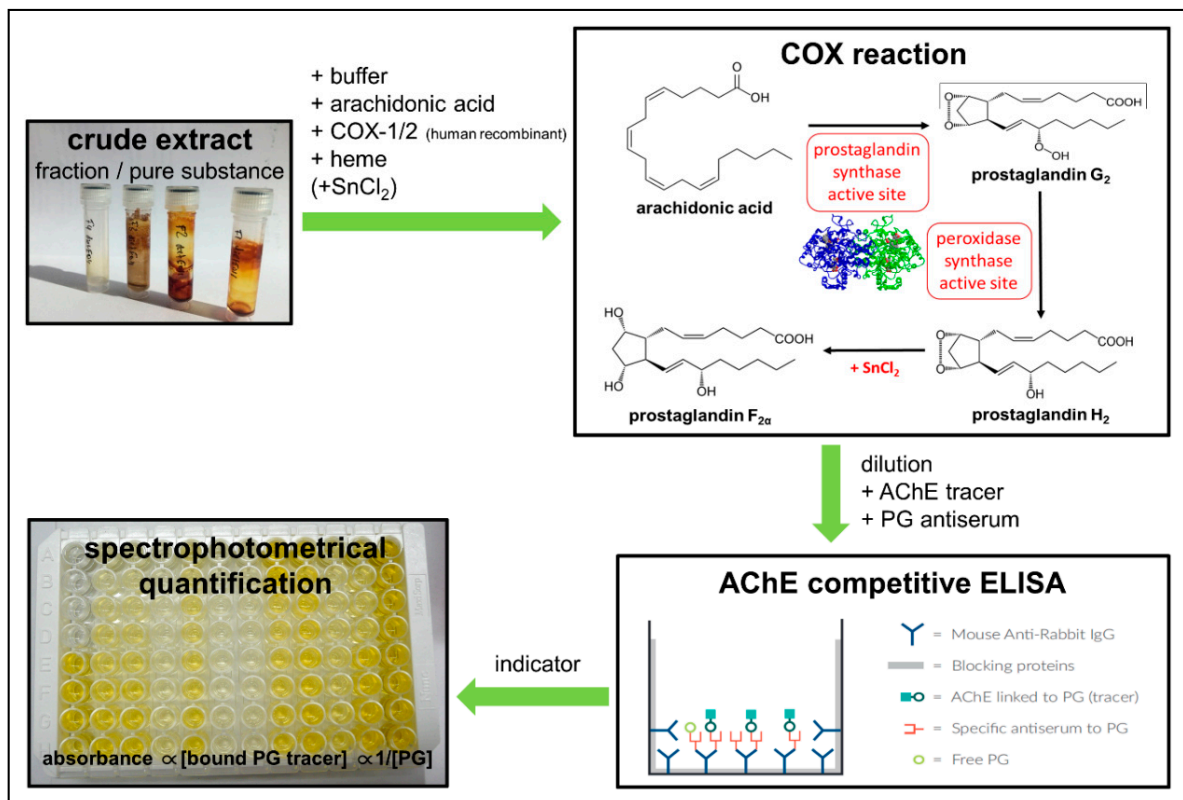 crude extract
fraction / pure substance
+ buffer
+ arachidonic acid
+ COX-1/2 (human recombinant)
+ heme
(+SnCl₂)
COX reaction
O
OH
arachidonic acid
prostaglandin
synthase
active site
O
O
COOH
O
OH
prostaglandin G₂
peroxidase
synthase
active site
HO
COOH
HO
OH
prostaglandin F₂α
+ SnCl₂
O
O
COOH
OH
prostaglandin H₂
dilution
+ AChE tracer
+ PG antiserum
AChE competitive ELISA
= Mouse Anti-Rabbit IgG
= Blocking proteins
= AChE linked to PG (tracer)
= Specific antiserum to PG
= Free PG
indicator
spectrophotometrical
quantification
A
B
C
D
E
F
G
absorbance ∝[bound PG tracer] ∝1/[PG]